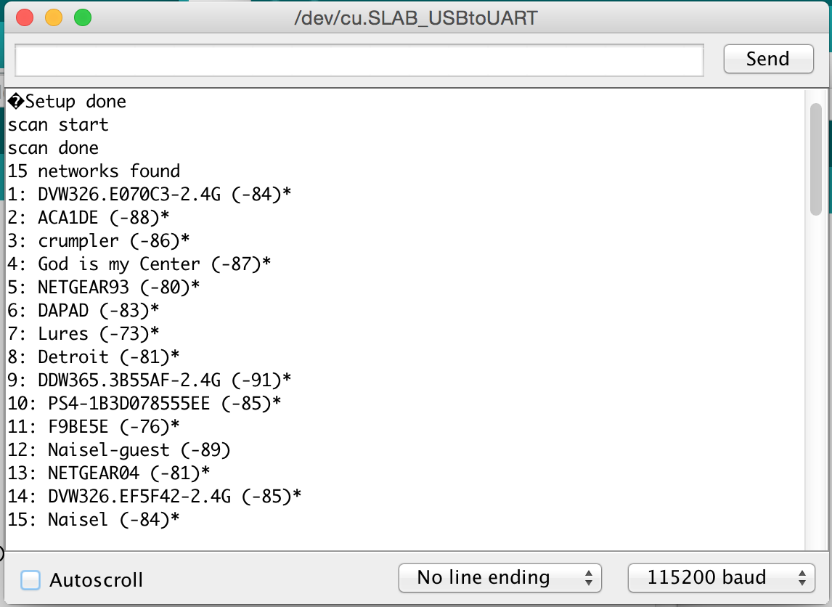 /dev/cu.SLAB_USBtoUART
Send
�Setup done
scan start
scan done
15 networks found
1: DVW326.E070C3-2.4G (-84)*
2: ACA1DE (-88)*
3: crumpler (-86)*
4: God is my Center (-87)*
5: NETGEAR93 (-80)*
6: DAPAD (-83)*
7: Lures (-73)*
8: Detroit (-81)*
9: DDW365.3B55AF-2.4G (-91)*
10: PS4-1B3D078555EE (-85)*
11: F9BE5E (-76)*
12: Naisel-guest (-89)
13: NETGEAR04 (-81)*
14: DVW326.EF5F42-2.4G (-85)*
15: Naisel (-84)*
Autoscroll
No line ending
115200 baud